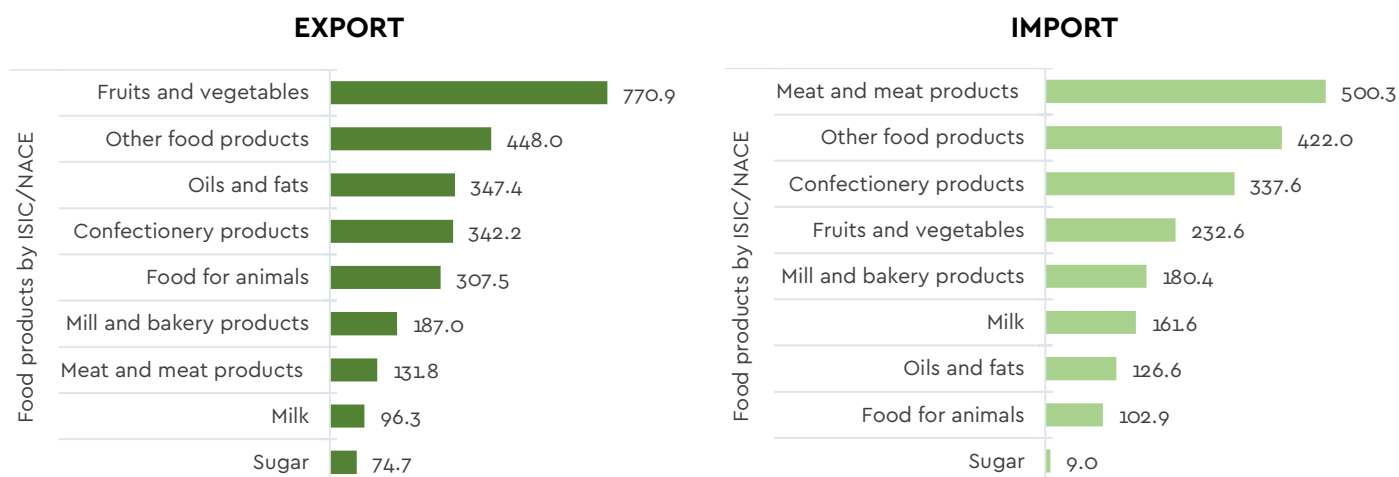 EXPORT
Food products by ISIC/NACE
Fruits and vegetables 770.9
Other food products 448.0
Oils and fats 347.4
Confectionery products 342.2
Food for animals 307.5
Mill and bakery products 187.0
Meat and meat products 131.8
Milk 96.3
Sugar 74.7
IMPORT
Food products by ISIC/NACE
Meat and meat products 500.3
Other food products 422.0
Confectionery products 337.6
Fruits and vegetables 232.6
Mill and bakery products 180.4
Milk 161.6
Oils and fats 126.6
Food for animals 102.9
Sugar 9.0